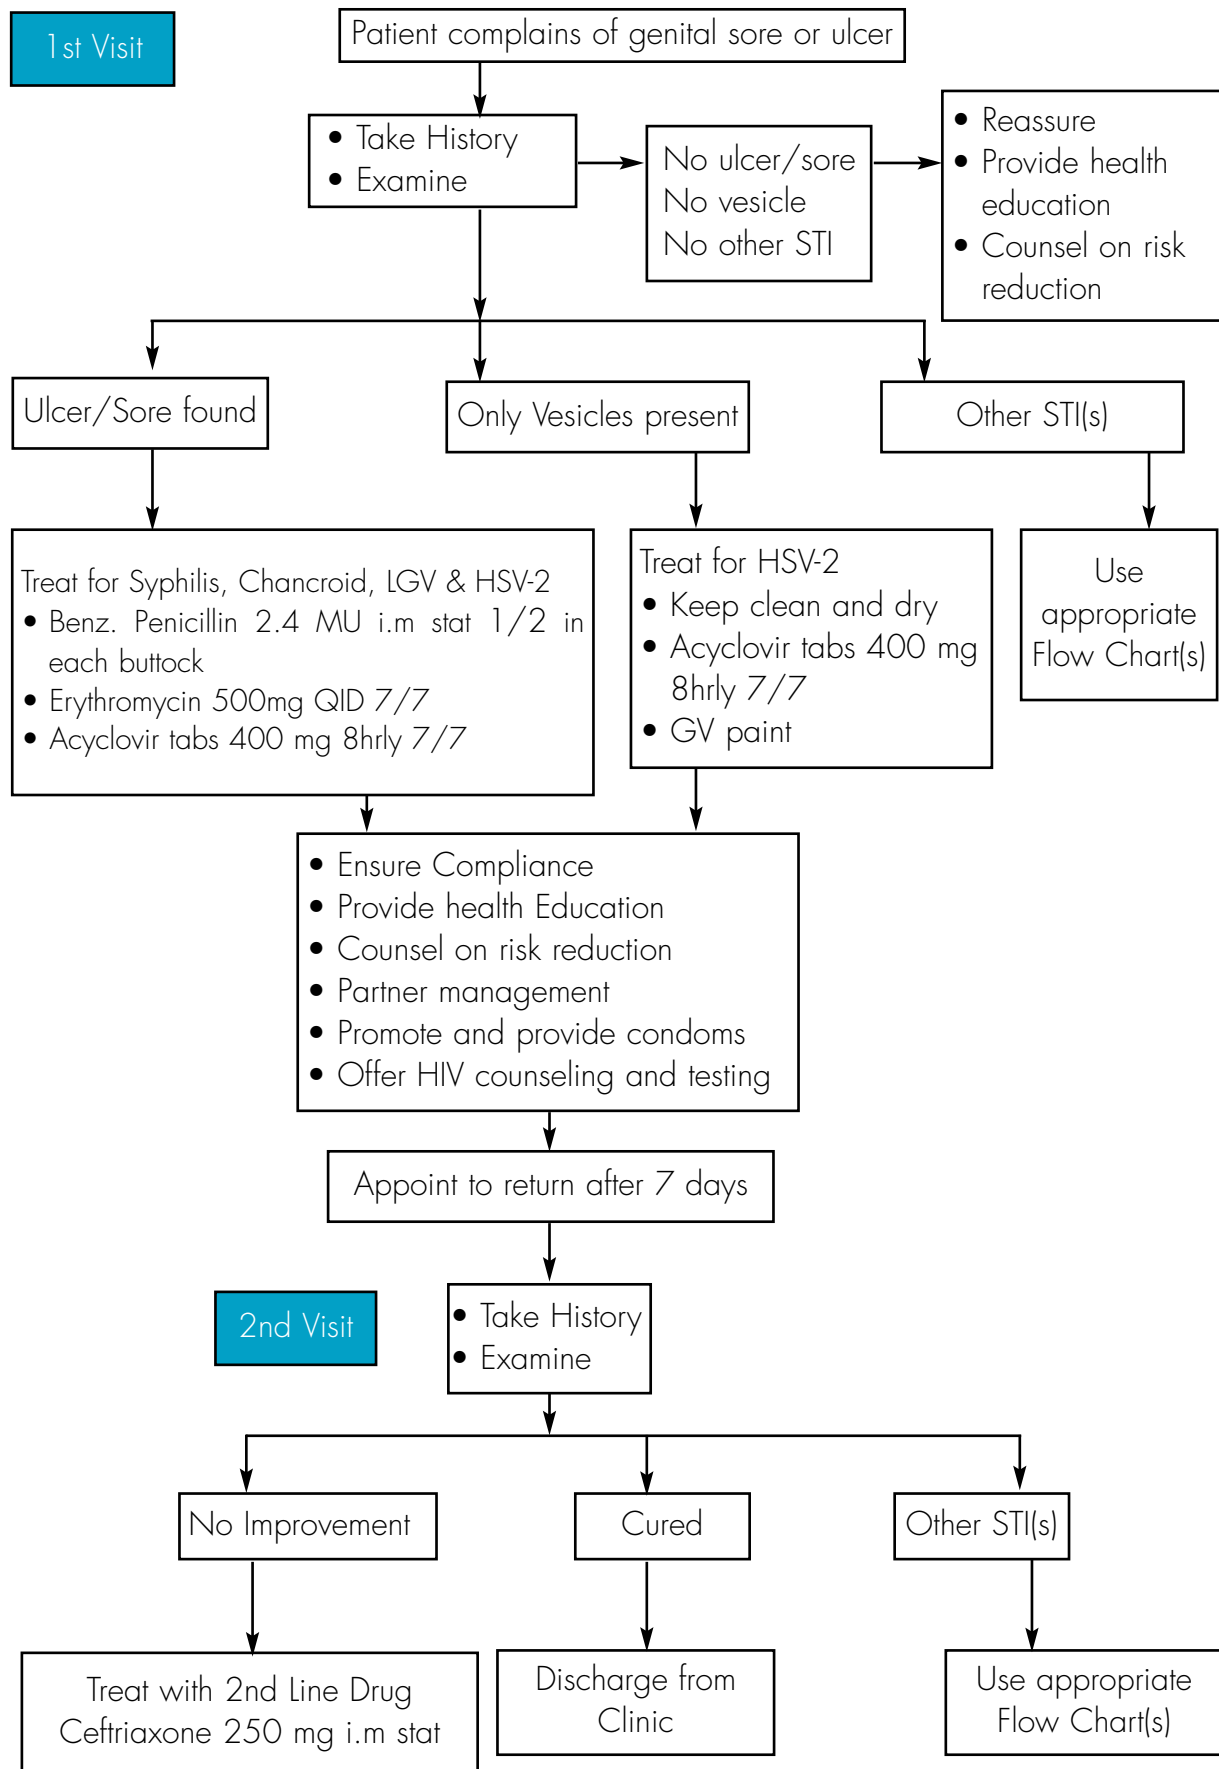 1st Visit
Patient complains of genital sore or ulcer
• Take History
• Examine
No ulcer/sore
No vesicle
No other STI
• Reassure
• Provide health
education
• Counsel on risk
reduction
Ulcer/Sore found
Only Vesicles present
Other STI(s)
Treat for Syphilis, Chancroid, LGV & HSV-2
• Benz. Penicillin 2.4 MU i.m stat 1/2 in
each buttock
• Erythromycin 500mg QID 7/7
• Acyclovir tabs 400 mg 8hrly 7/7
Treat for HSV-2
• Keep clean and dry
• Acyclovir tabs 400 mg
8hrly 7/7
• GV paint
Use
appropriate
Flow Chart(s)
• Ensure Compliance
• Provide health Education
• Counsel on risk reduction
• Partner management
• Promote and provide condoms
• Offer HIV counseling and testing
Appoint to return after 7 days
2nd Visit
• Take History
• Examine
No Improvement
Cured
Other STI(s)
Treat with 2nd Line Drug
Ceftriaxone 250 mg i.m stat
Discharge from
Clinic
Use appropriate
Flow Chart(s)